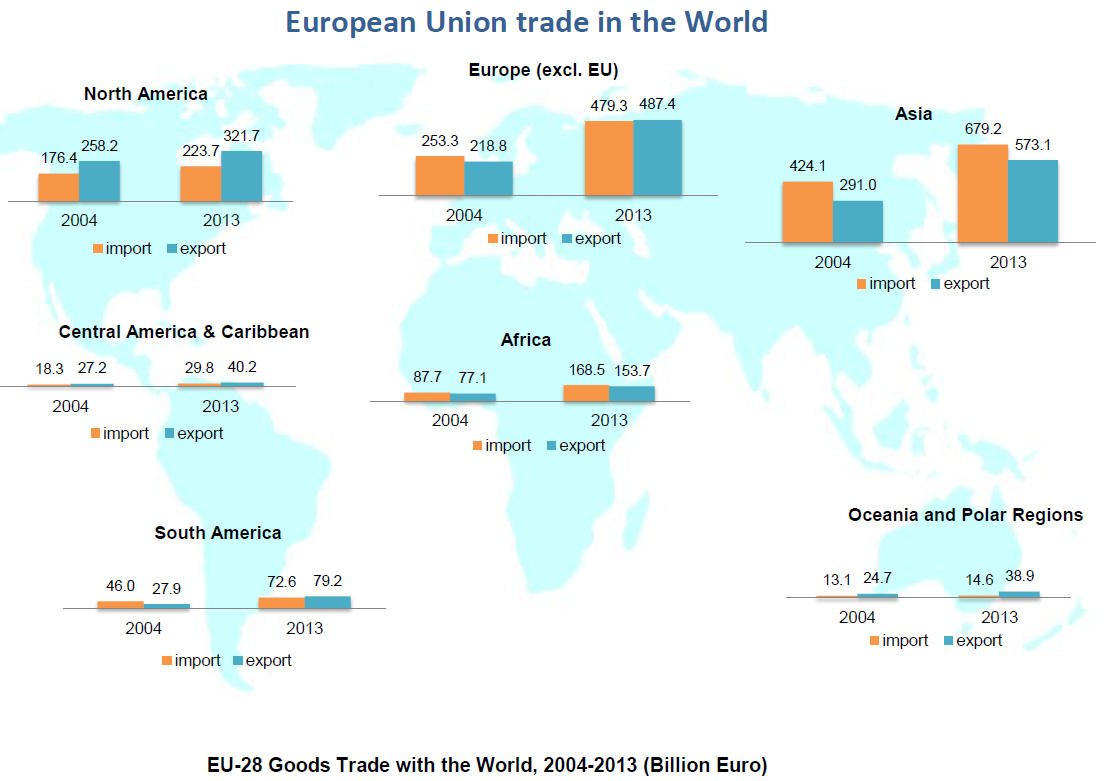 European Union trade in the World
North America
176.4 258.2 223.7 321.7
2004 2013
import export
Europe (excl. EU)
253.3 218.8 479.3 487.4
2004 2013
import export
Asia
424.1 291.0 679.2 573.1
2004 2013
import export
Central America & Caribbean
18.3 27.2 29.8 40.2
2004 2013
import export
Africa
87.7 77.1 168.5 153.7
2004 2013
import export
South America
46.0 27.9 72.6 79.2
2004 2013
import export
Oceania and Polar Regions
13.1 24.7 14.6 38.9
2004 2013
import export
EU-28 Goods Trade with the World, 2004-2013 (Billion Euro)